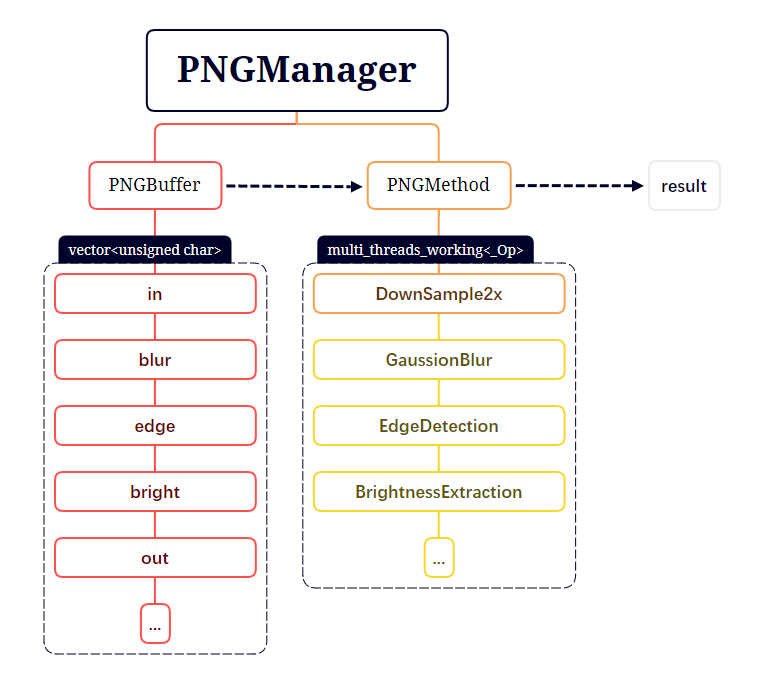 PNGManager
PNGBuffer
PNGMethod
result
vector<unsigned char>
in
blur
edge
bright
out
...
multi_threads_working<_Op>
DownSample2x
GaussionBlur
EdgeDetection
BrightnessExtraction
...